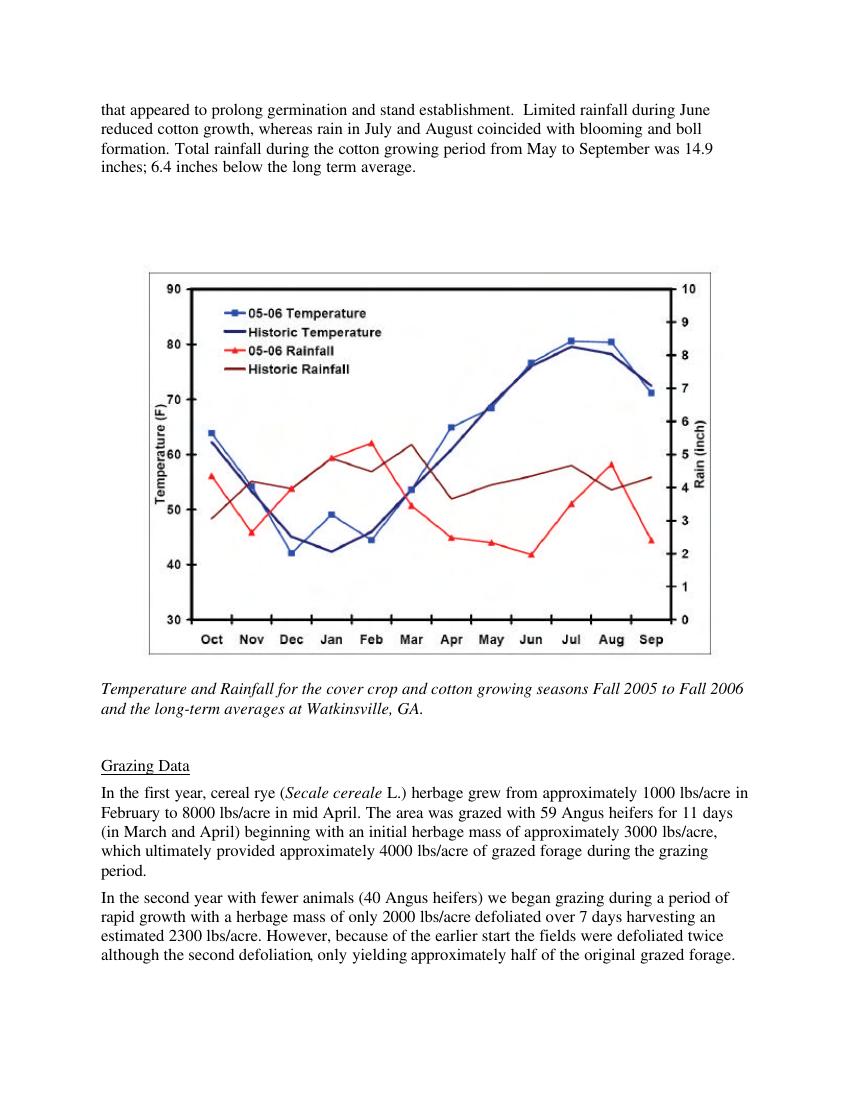 that appeared to prolong germination and stand establishment.  Limited rainfall during June
reduced cotton growth, whereas rain in July and August coincided with blooming and boll
formation. Total rainfall during the cotton growing period from May to September was 14.9
inches; 6.4 inches below the long term average.
90
80
70
60
50
40
30
Temperature (F)
05-06 Temperature
Historic Temperature
05-06 Rainfall
Historic Rainfall
10
9
8
7
6
5
4
3
2
1
0
Rain (inch)
Oct Nov Dec Jan Feb Mar Apr May Jun Jul Aug Sep
Temperature and Rainfall for the cover crop and cotton growing seasons Fall 2005 to Fall 2006
and the long-term averages at Watkinsville, GA.
Grazing Data
In the first year, cereal rye (Secale cereale L.) herbage grew from approximately 1000 lbs/acre in
February to 8000 lbs/acre in mid April. The area was grazed with 59 Angus heifers for 11 days
(in March and April) beginning with an initial herbage mass of approximately 3000 lbs/acre,
which ultimately provided approximately 4000 lbs/acre of grazed forage during the grazing
period.
In the second year with fewer animals (40 Angus heifers) we began grazing during a period of
rapid growth with a herbage mass of only 2000 lbs/acre defoliated over 7 days harvesting an
estimated 2300 lbs/acre. However, because of the earlier start the fields were defoliated twice
although the second defoliation, only yielding approximately half of the original grazed forage.